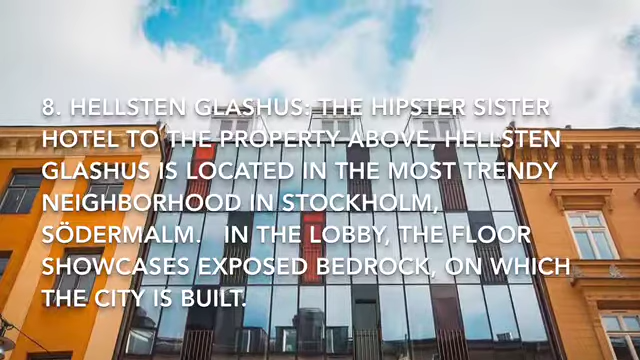 8. HELLSTEN GLASHUS: THE HIPSTER SISTER
HOTEL TO THE PROPERTY ABOVE, HELLSTEN
GLASHUS IS LOCATED IN THE MOST TRENDY
NEIGHBORHOOD IN STOCKHOLM,
SÖDERMALM. IN THE LOBBY, THE FLOOR
SHOWCASES EXPOSED BEDROCK, ON WHICH
THE CITY IS BUILT.